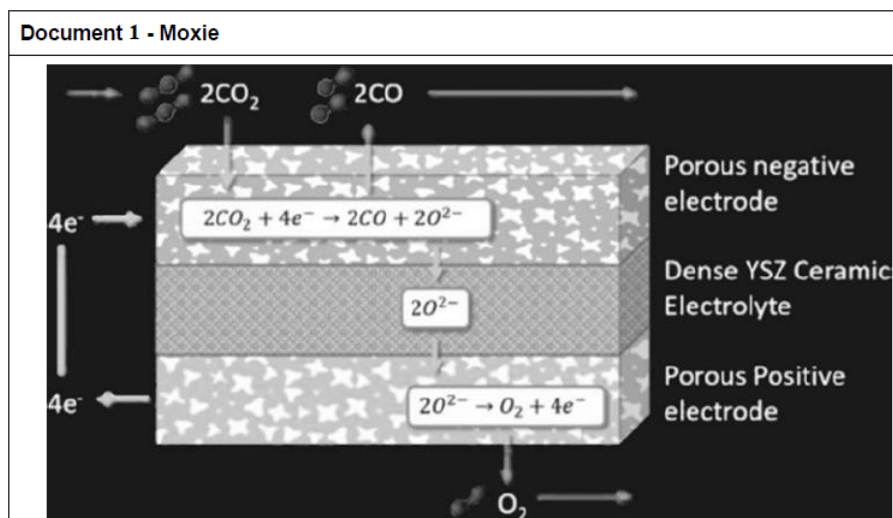 Document 1 - Moxie
2CO₂
2CO
Porous negative
electrode
4e⁻
2CO₂ + 4e⁻ → 2CO + 2O²⁻
Dense YSZ Ceramic
Electrolyte
2O²⁻
Porous Positive
electrode
4e⁻
2O²⁻ → O₂ + 4e⁻
O₂